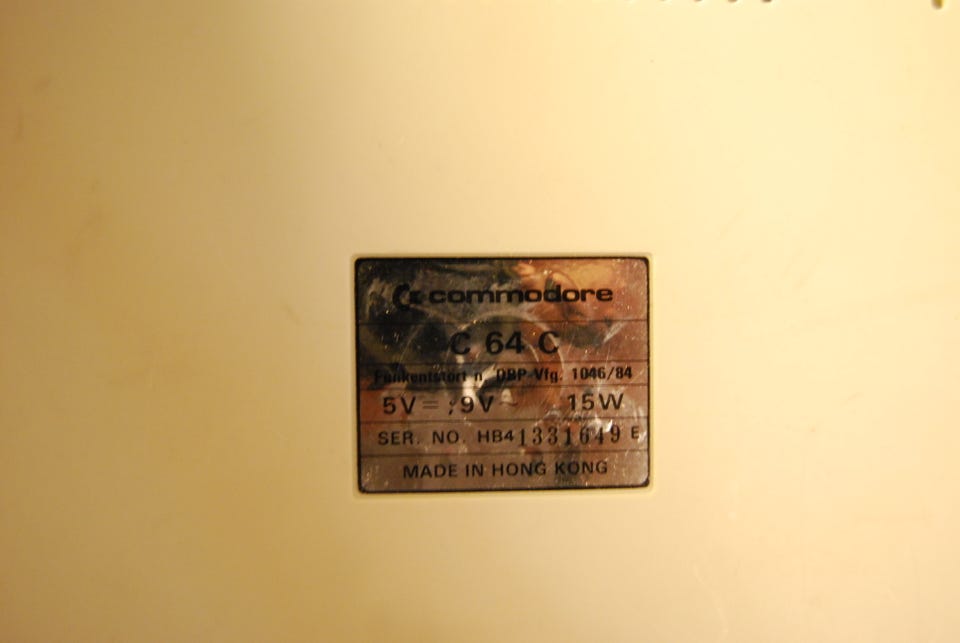 commodore
C 64 C
Funkentstört n. DBP-Vfg. 1046/84
5V = ; 9V ~ 15W
SER. NO. HB41331649 E
MADE IN HONG KONG